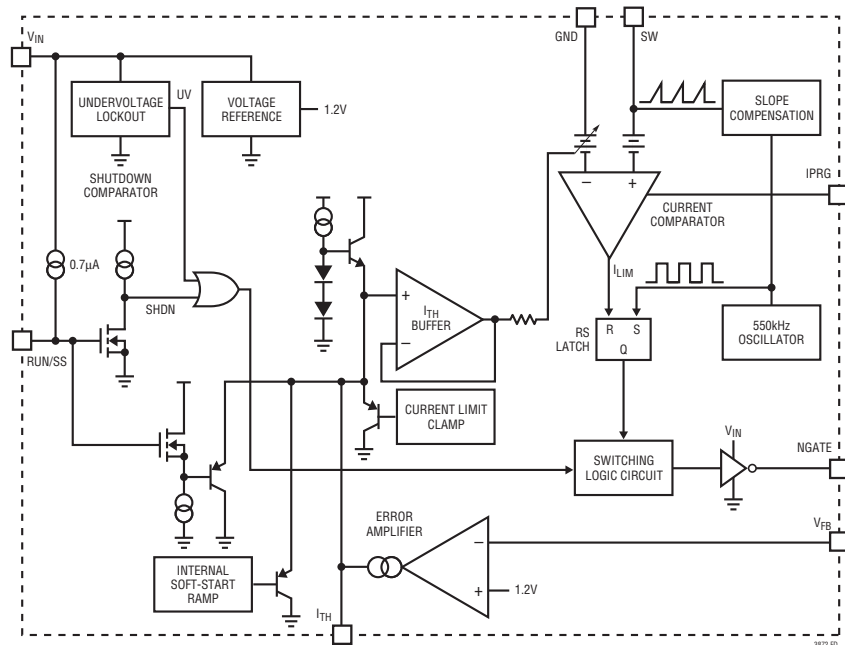 GND
SW
VIN
UNDERVOLTAGE
LOCKOUT
UV
VOLTAGE
REFERENCE
1.2V
SLOPE
COMPENSATION
SHUTDOWN
COMPARATOR
–
+
IPRG
CURRENT
COMPARATOR
0.7µA
SHDN
ILIM
+
ITH
BUFFER
–
RS
LATCH
R
S
Q
550kHz
OSCILLATOR
RUN/SS
CURRENT LIMIT
CLAMP
SWITCHING
LOGIC CIRCUIT
VIN
NGATE
ERROR
AMPLIFIER
–
VFB
INTERNAL
SOFT-START
RAMP
+
1.2V
ITH
3872 FD